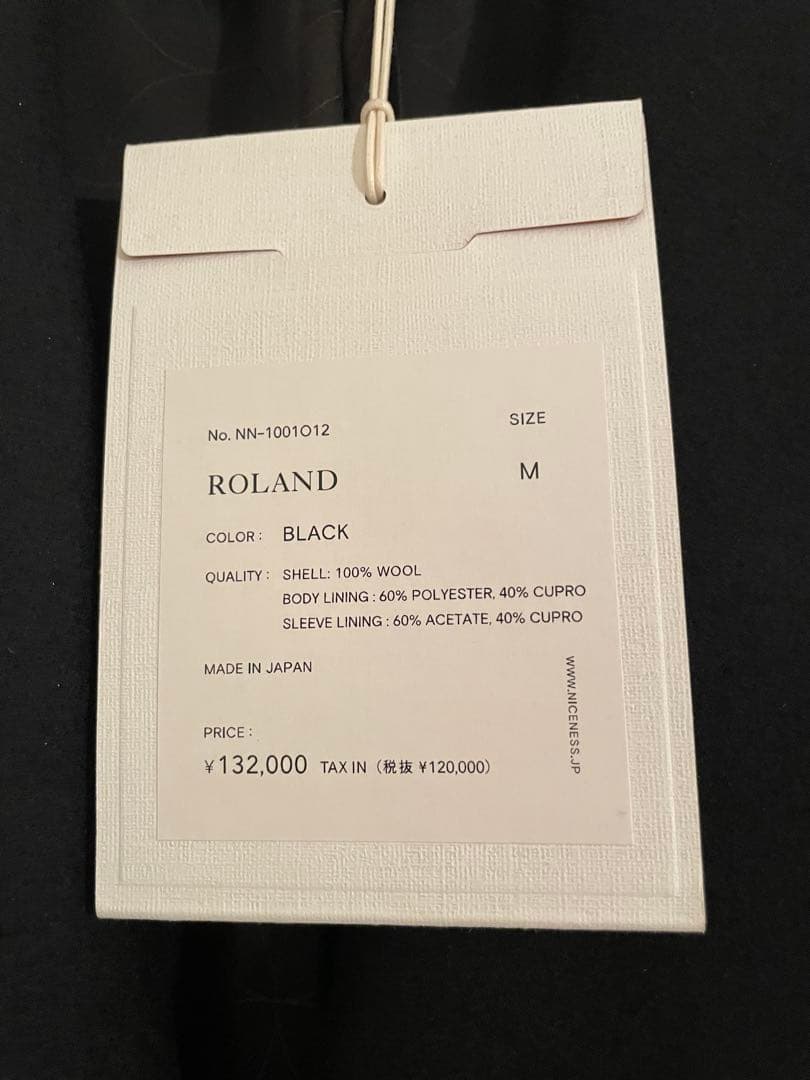 No. NN-1001O12
SIZE
ROLAND
M
COLOR: BLACK
QUALITY: SHELL: 100% WOOL
BODY LINING : 60% POLYESTER, 40% CUPRO
SLEEVE LINING : 60% ACETATE, 40% CUPRO
MADE IN JAPAN
WWW.NICENESS.JP
PRICE:
¥132,000 TAX IN (税抜 ¥120,000)